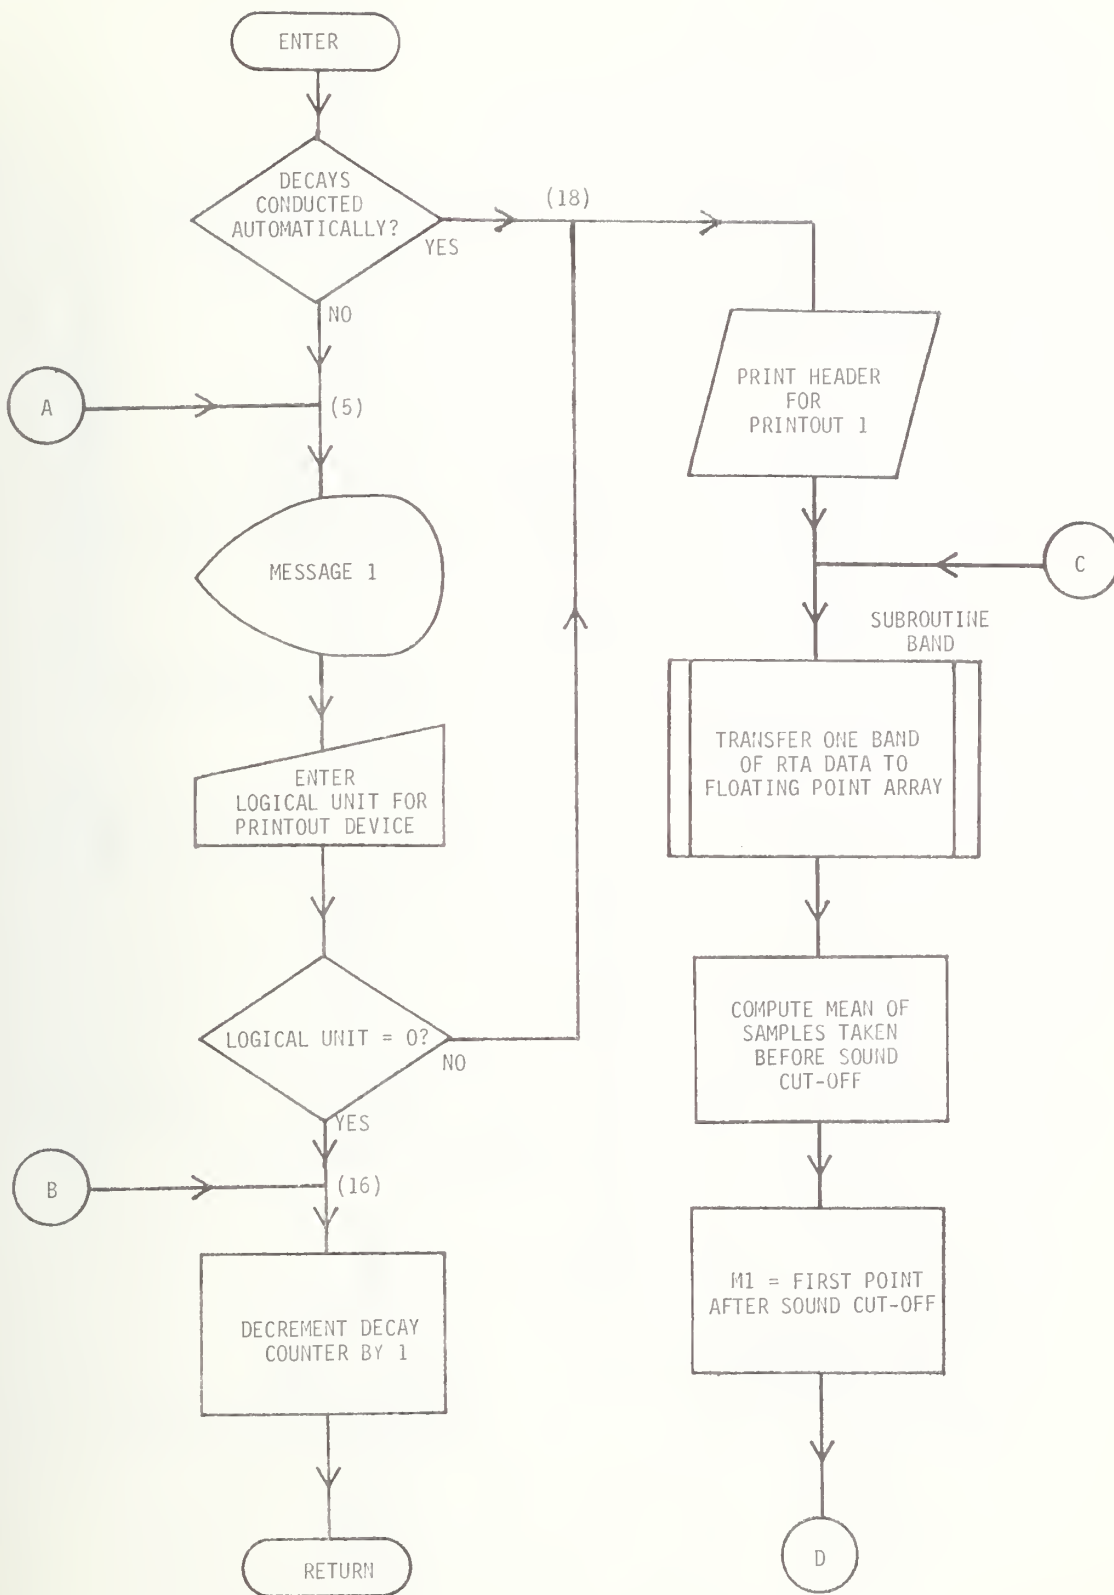 ENTER
DECAYS
CONDUCTED
AUTOMATICALLY?
YES
NO
(18)
A
(5)
MESSAGE 1
ENTER
LOGICAL UNIT FOR
PRINTOUT DEVICE
LOGICAL UNIT = 0?
NO
YES
B
(16)
DECREMENT DECAY
COUNTER BY 1
RETURN
PRINT HEADER
FOR
PRINTOUT 1
C
SUBROUTINE
BAND
TRANSFER ONE BAND
OF RTA DATA TO
FLOATING POINT ARRAY
COMPUTE MEAN OF
SAMPLES TAKEN
BEFORE SOUND
CUT-OFF
M1 = FIRST POINT
AFTER SOUND CUT-OFF
D